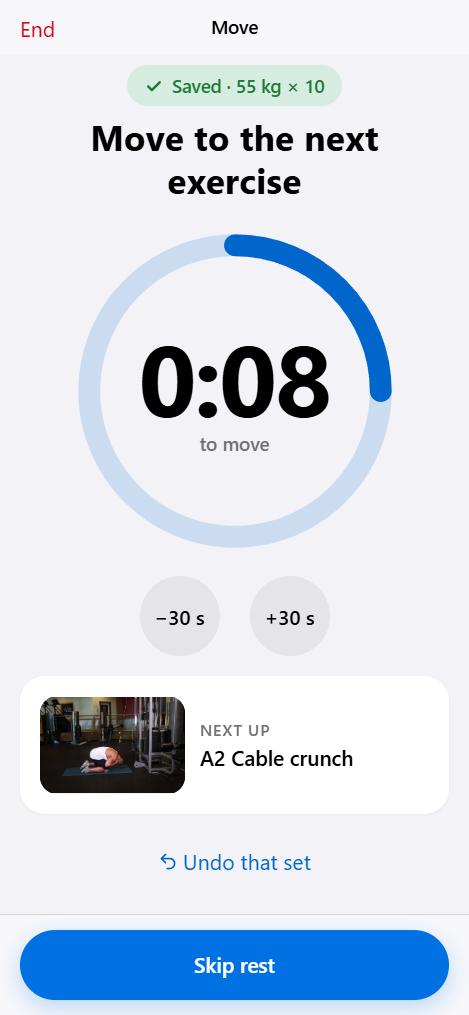 End
Move
Saved · 55 kg × 10
Move to the next
exercise
0:08
to move
−30 s
+30 s
NEXT UP
A2 Cable crunch
Undo that set
Skip rest